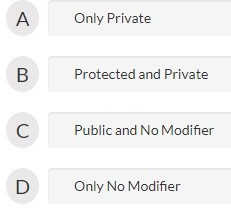 A Only Private
B Protected and Private
C Public and No Modifier
D Only No Modifier